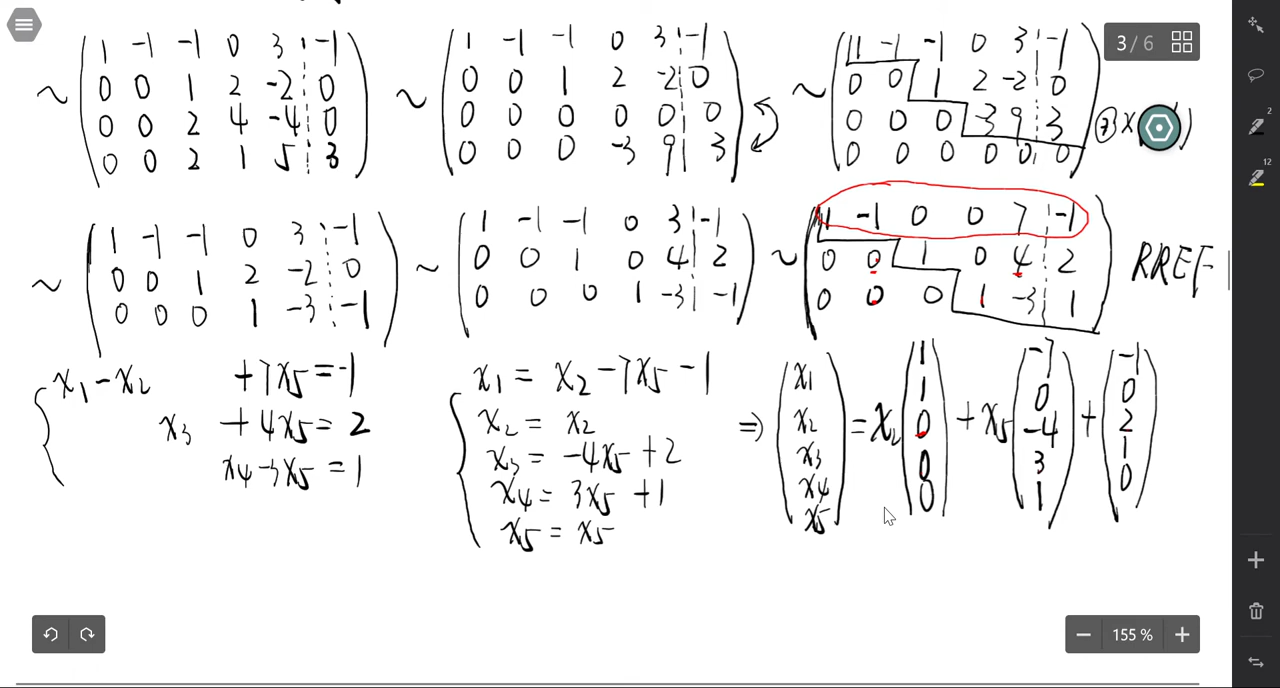 3 / 6
~ ( 1 -1 -1 0 3 | -1
0 0 1 2 -2 | 0
0 0 2 4 -4 | 0
0 0 2 1 5 | 3 )
~ ( 1 -1 -1 0 3 | -1
0 0 1 2 -2 | 0
0 0 0 0 0 | 0
0 0 0 -3 9 | 3 )
~ ( 1 -1 -1 0 3 | -1
0 0 1 2 -2 | 0
0 0 0 -3 9 | 3
0 0 0 0 0 | 0 )
~ ( 1 -1 -1 0 3 | -1
0 0 1 2 -2 | 0
0 0 0 1 -3 | -1 )
~ ( 1 -1 -1 0 3 | -1
0 0 1 0 4 | 2
0 0 0 1 -3 | -1 )
~ ( 1 -1 0 0 7 | -1
0 0 1 0 4 | 2
0 0 0 1 -3 | 1 )
RREF
{ x1 - x2 + 7x5 = -1
x3 + 4x5 = 2
x4 - 3x5 = 1
{ x1 = x2 - 7x5 - 1
x2 = x2
x3 = -4x5 + 2
x4 = 3x5 + 1
x5 = x5
⇒ ( x1 x2 x3 x4 x5 ) = x2 ( 1 1 0 0 0 ) + x5 ( -7 0 -4 3 1 ) + ( -1 0 2 1 0 )
155 %